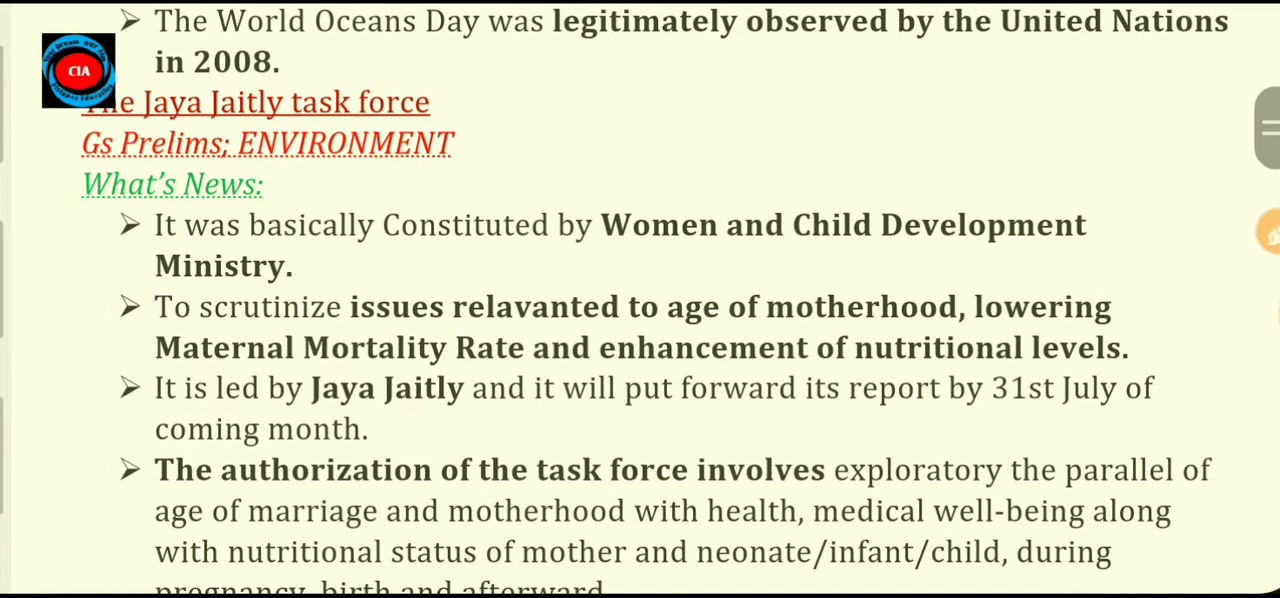 ➢ The World Oceans Day was legitimately observed by the United Nations
in 2008.
CIA
e Jaya Jaitly task force
Gs Prelims; ENVIRONMENT
What's News:
➢ It was basically Constituted by Women and Child Development
Ministry.
➢ To scrutinize issues relavanted to age of motherhood, lowering
Maternal Mortality Rate and enhancement of nutritional levels.
➢ It is led by Jaya Jaitly and it will put forward its report by 31st July of
coming month.
➢ The authorization of the task force involves exploratory the parallel of
age of marriage and motherhood with health, medical well-being along
with nutritional status of mother and neonate/infant/child, during
pregnancy, birth and afterward